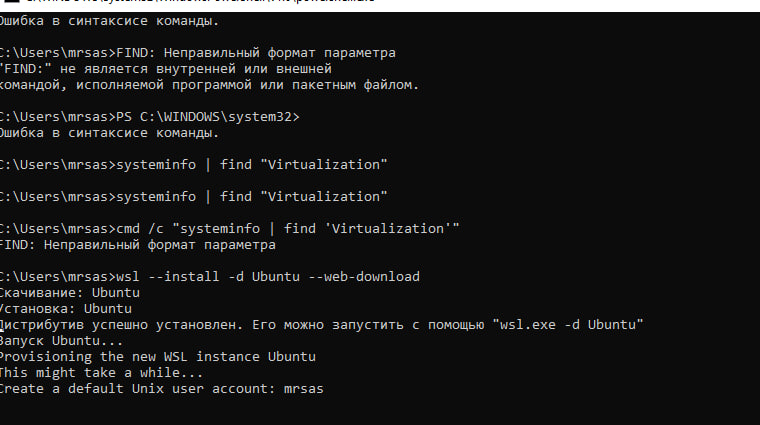 Ошибка в синтаксисе команды.
C:\Users\mrsas>FIND: Неправильный формат параметра
"FIND:" не является внутренней или внешней
командой, исполняемой программой или пакетным файлом.
C:\Users\mrsas>PS C:\WINDOWS\system32>
Ошибка в синтаксисе команды.
C:\Users\mrsas>systeminfo | find "Virtualization"
C:\Users\mrsas>systeminfo | find "Virtualization"
C:\Users\mrsas>cmd /c "systeminfo | find 'Virtualization'"
FIND: Неправильный формат параметра
C:\Users\mrsas>wsl --install -d Ubuntu --web-download
Скачивание: Ubuntu
Установка: Ubuntu
Дистрибутив успешно установлен. Его можно запустить с помощью "wsl.exe -d Ubuntu"
Запуск Ubuntu...
Provisioning the new WSL instance Ubuntu
This might take a while...
Create a default Unix user account: mrsas